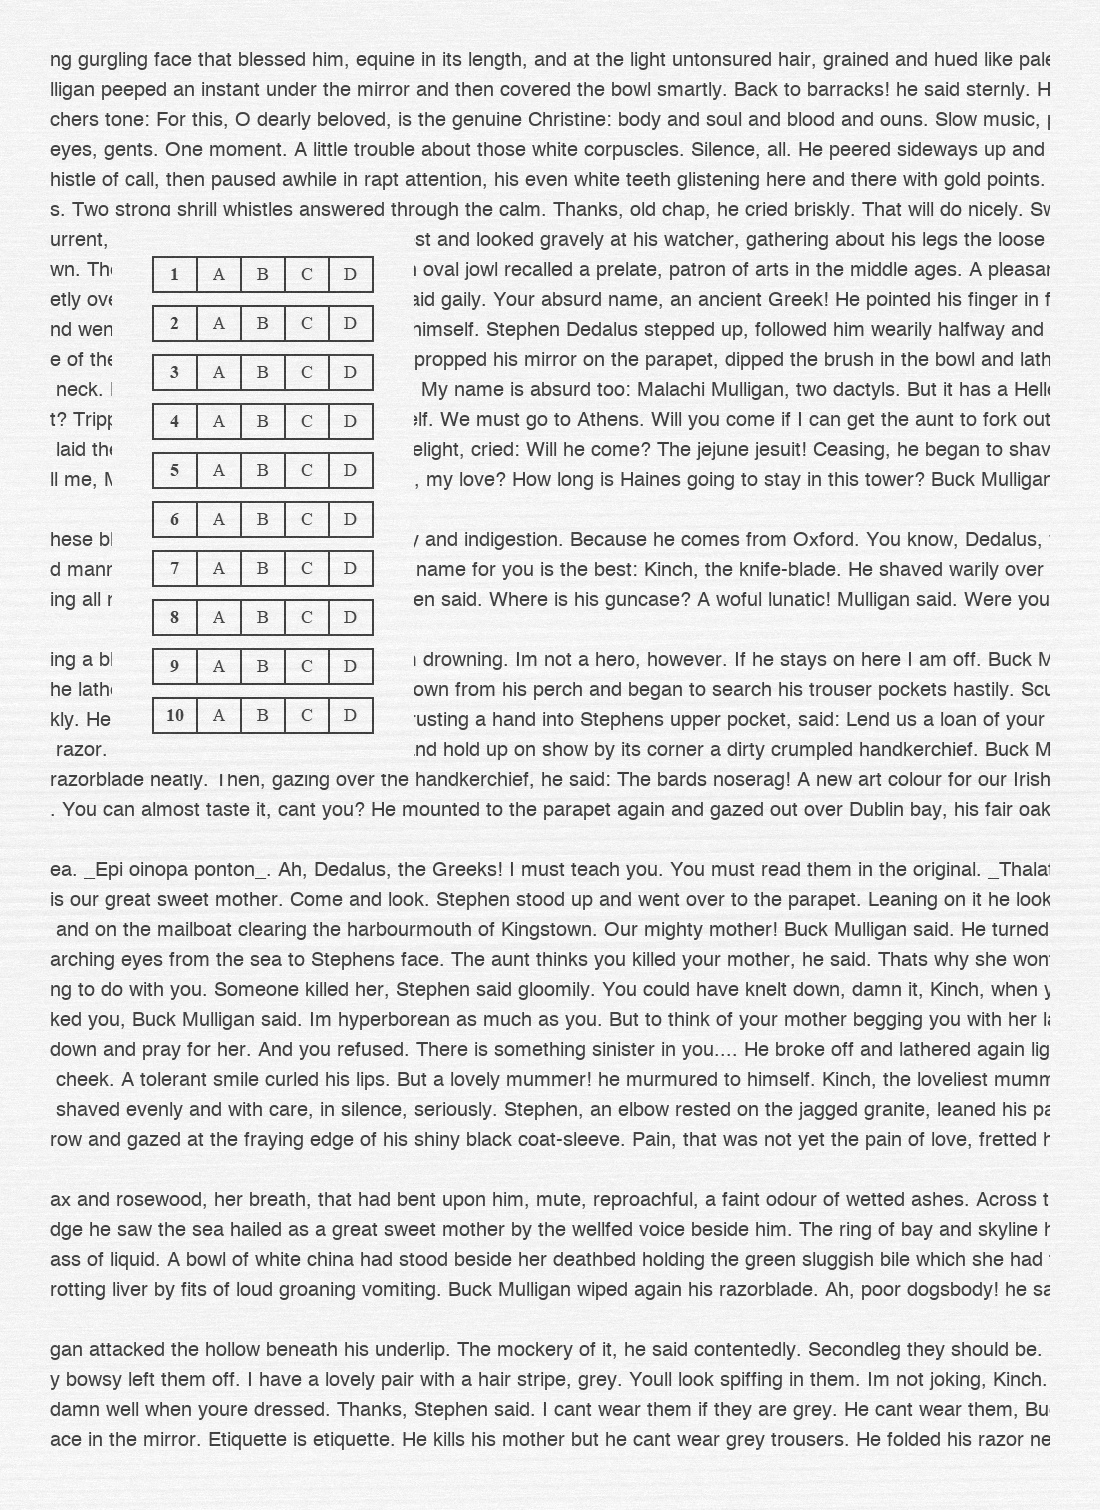 ng gurgling face that blessed him, equine in its length, and at the light untonsured hair, grained and hued like pale
lligan peeped an instant under the mirror and then covered the bowl smartly. Back to barracks! he said sternly. H
chers tone: For this, O dearly beloved, is the genuine Christine: body and soul and blood and ouns. Slow music,
eyes, gents. One moment. A little trouble about those white corpuscles. Silence, all. He peered sideways up and
histle of call, then paused awhile in rapt attention, his even white teeth glistening here and there with gold points.
s. Two strong shrill whistles answered through the calm. Thanks, old chap, he cried briskly. That will do nicely. Sw
urrent, st and looked gravely at his watcher, gathering about his legs the loose
wn. The oval jowl recalled a prelate, patron of arts in the middle ages. A pleasan
etly ove aid gaily. Your absurd name, an ancient Greek! He pointed his finger in f
nd wen himself. Stephen Dedalus stepped up, followed him wearily halfway and
e of the propped his mirror on the parapet, dipped the brush in the bowl and lath
neck. My name is absurd too: Malachi Mulligan, two dactyls. But it has a Helle
t? Tripp elf. We must go to Athens. Will you come if I can get the aunt to fork out
laid the elight, cried: Will he come? The jejune jesuit! Ceasing, he began to shav
ll me, M , my love? How long is Haines going to stay in this tower? Buck Mulligan
hese bl y and indigestion. Because he comes from Oxford. You know, Dedalus,
d mann name for you is the best: Kinch, the knife-blade. He shaved warily over
ing all n en said. Where is his guncase? A woful lunatic! Mulligan said. Were you
ing a bl drowning. Im not a hero, however. If he stays on here I am off. Buck M
he lathe own from his perch and began to search his trouser pockets hastily. Scu
kly. He rusting a hand into Stephens upper pocket, said: Lend us a loan of your
razor. nd hold up on show by its corner a dirty crumpled handkerchief. Buck M
1 A B C D
2 A B C D
3 A B C D
4 A B C D
5 A B C D
6 A B C D
7 A B C D
8 A B C D
9 A B C D
10 A B C D
razorblade neatly. Then, gazing over the handkerchief, he said: The bards noserag! A new art colour for our Irish
. You can almost taste it, cant you? He mounted to the parapet again and gazed out over Dublin bay, his fair oak
ea. _Epi oinopa ponton_. Ah, Dedalus, the Greeks! I must teach you. You must read them in the original. _Thalat
is our great sweet mother. Come and look. Stephen stood up and went over to the parapet. Leaning on it he look
and on the mailboat clearing the harbourmouth of Kingstown. Our mighty mother! Buck Mulligan said. He turned
arching eyes from the sea to Stephens face. The aunt thinks you killed your mother, he said. Thats why she won
ng to do with you. Someone killed her, Stephen said gloomily. You could have knelt down, damn it, Kinch, when y
ked you, Buck Mulligan said. Im hyperborean as much as you. But to think of your mother begging you with her la
down and pray for her. And you refused. There is something sinister in you.... He broke off and lathered again lig
cheek. A tolerant smile curled his lips. But a lovely mummer! he murmured to himself. Kinch, the loveliest mumm
shaved evenly and with care, in silence, seriously. Stephen, an elbow rested on the jagged granite, leaned his pa
row and gazed at the fraying edge of his shiny black coat-sleeve. Pain, that was not yet the pain of love, fretted h
ax and rosewood, her breath, that had bent upon him, mute, reproachful, a faint odour of wetted ashes. Across t
dge he saw the sea hailed as a great sweet mother by the wellfed voice beside him. The ring of bay and skyline h
ass of liquid. A bowl of white china had stood beside her deathbed holding the green sluggish bile which she had
rotting liver by fits of loud groaning vomiting. Buck Mulligan wiped again his razorblade. Ah, poor dogsbody! he sa
gan attacked the hollow beneath his underlip. The mockery of it, he said contentedly. Secondleg they should be.
y bowsy left them off. I have a lovely pair with a hair stripe, grey. Youll look spiffing in them. Im not joking, Kinch.
damn well when youre dressed. Thanks, Stephen said. I cant wear them if they are grey. He cant wear them, Bu
ace in the mirror. Etiquette is etiquette. He kills his mother but he cant wear grey trousers. He folded his razor ne